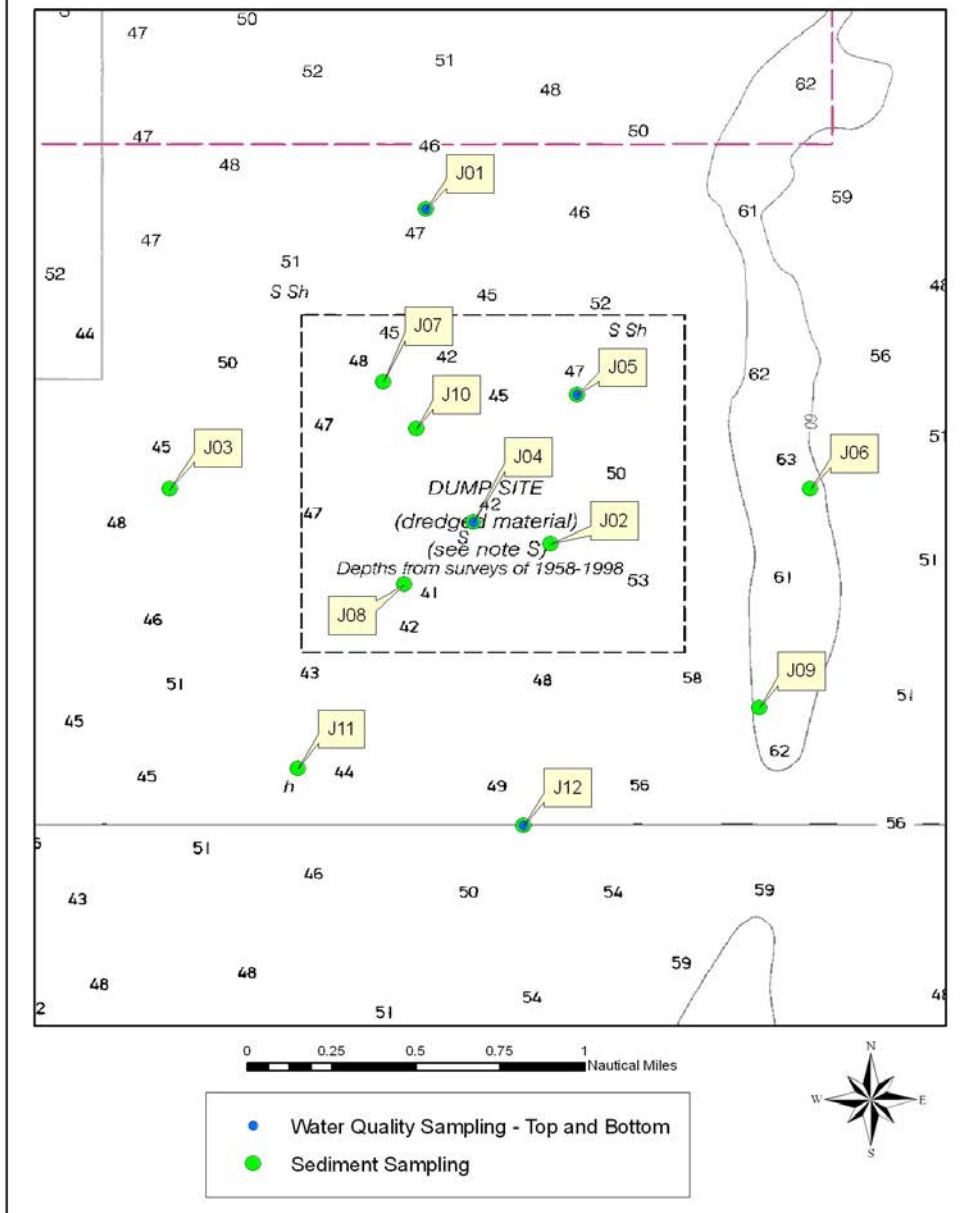 50
47
51
52
62
48
47
50
46
48
J01
59
61
46
47
47
51
52
48
S Sh
45
52
44
45
S Sh
J07
48
42
56
50
47
J05
62
J10
45
47
60
51
45
J03
J04
63
J06
50
DUMP SITE
42
47
48
(dredged material)
J02
S
(see note S)
51
Depths from surveys of 1958-1998
53
61
41
J08
46
42
43
51
48
58
J09
51
45
J11
62
45
44
h
49
J12
56
56
51
46
50
54
59
43
59
48
48
54
48
2
51
0 0.25 0.5 0.75 1
Nautical Miles
N
W E
S
Water Quality Sampling - Top and Bottom
Sediment Sampling